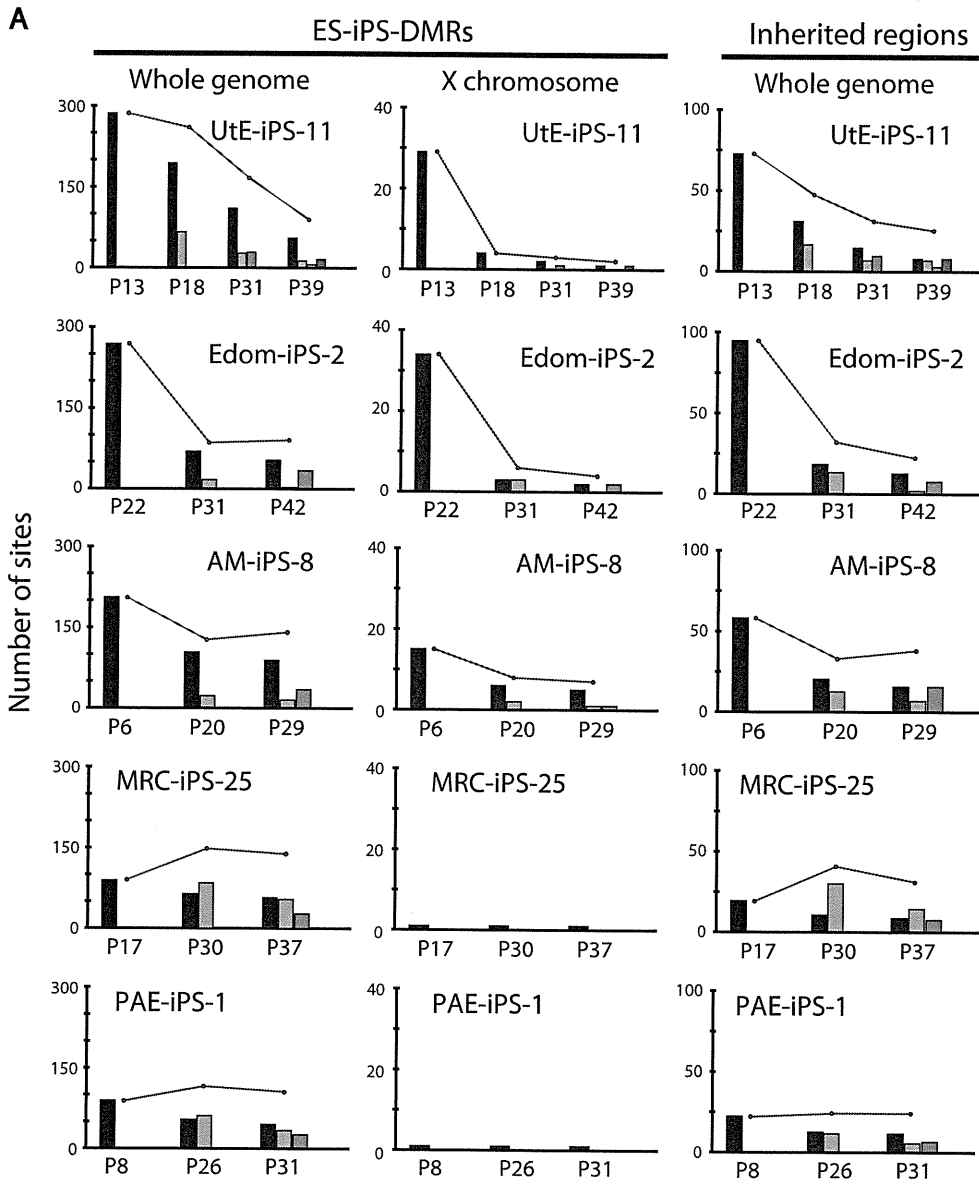 A
ES-iPS-DMRs
Inherited regions
Whole genome
X chromosome
Whole genome
Number of sites
300
150
0
UtE-iPS-11
P13 P18 P31 P39
40
20
0
UtE-iPS-11
P13 P18 P31 P39
100
50
0
UtE-iPS-11
P13 P18 P31 P39
300
150
0
Edom-iPS-2
P22 P31 P42
40
20
0
Edom-iPS-2
P22 P31 P42
100
50
0
Edom-iPS-2
P22 P31 P42
300
150
0
AM-iPS-8
P6 P20 P29
40
20
0
AM-iPS-8
P6 P20 P29
100
50
0
AM-iPS-8
P6 P20 P29
300
150
0
MRC-iPS-25
P17 P30 P37
40
20
0
MRC-iPS-25
P17 P30 P37
100
50
0
MRC-iPS-25
P17 P30 P37
300
150
0
PAE-iPS-1
P8 P26 P31
40
20
0
PAE-iPS-1
P8 P26 P31
100
50
0
PAE-iPS-1
P8 P26 P31